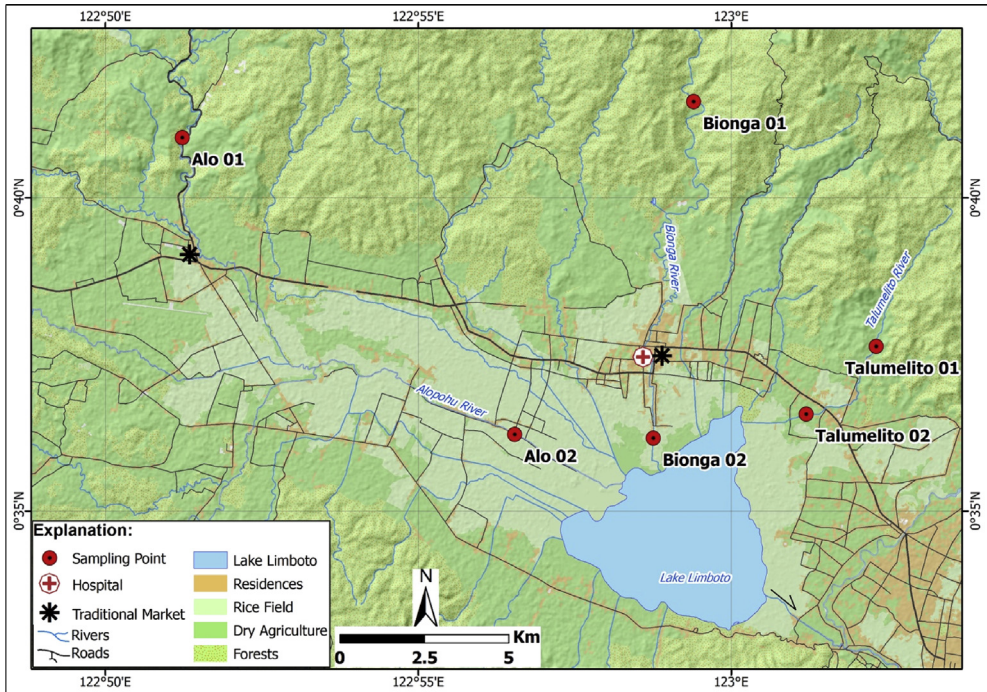 122°50'E 122°55'E 123°E
Bionga 01
Alo 01
0°40'N 0°40'N
Bionga River
Talumelito River
Talumelito 01
Alopohu River
Talumelito 02
Alo 02
Bionga 02
0°35'N 0°35'N
Explanation:
Sampling Point
Hospital
Traditional Market
Rivers
Roads
Lake Limboto
Residences
Rice Field
Dry Agriculture
Forests
Lake Limboto
N
Km
0 2.5 5
122°50'E 122°55'E 123°E